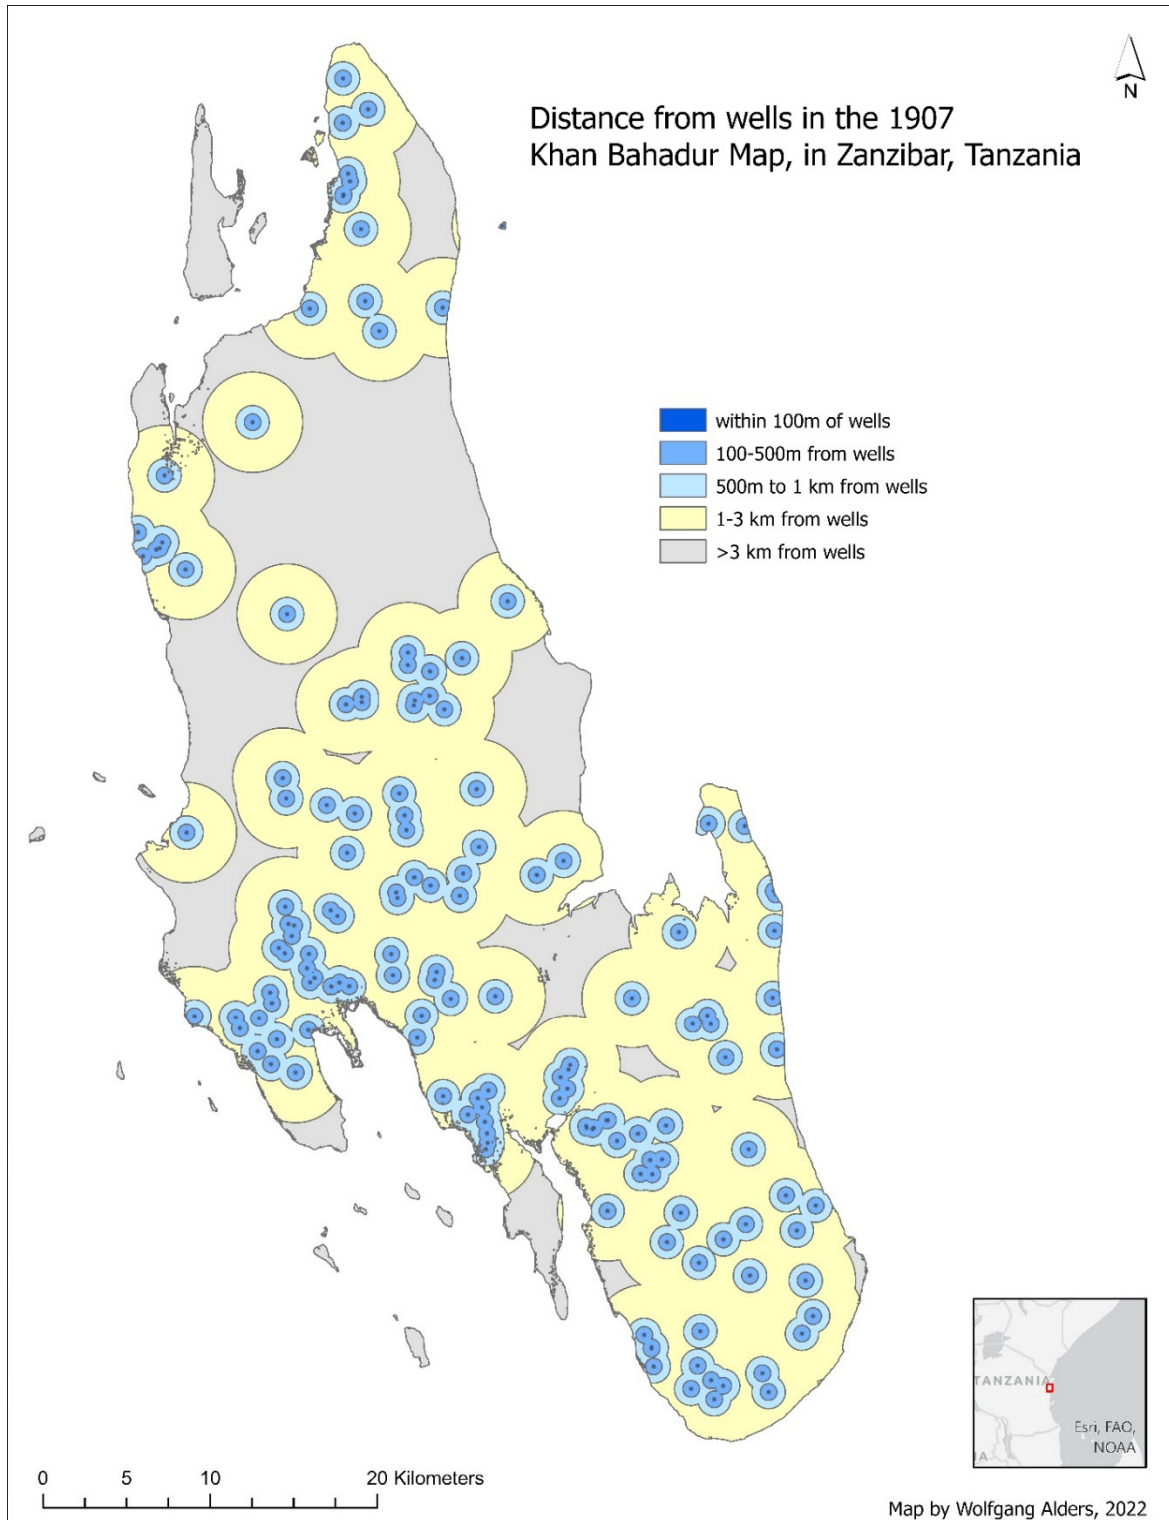 N
Distance from wells in the 1907
Khan Bahadur Map, in Zanzibar, Tanzania
within 100m of wells
100-500m from wells
500m to 1 km from wells
1-3 km from wells
>3 km from wells
TANZANIA
Esri, FAO,
NOAA
IA
0 5 10 20 Kilometers
Map by Wolfgang Alders, 2022